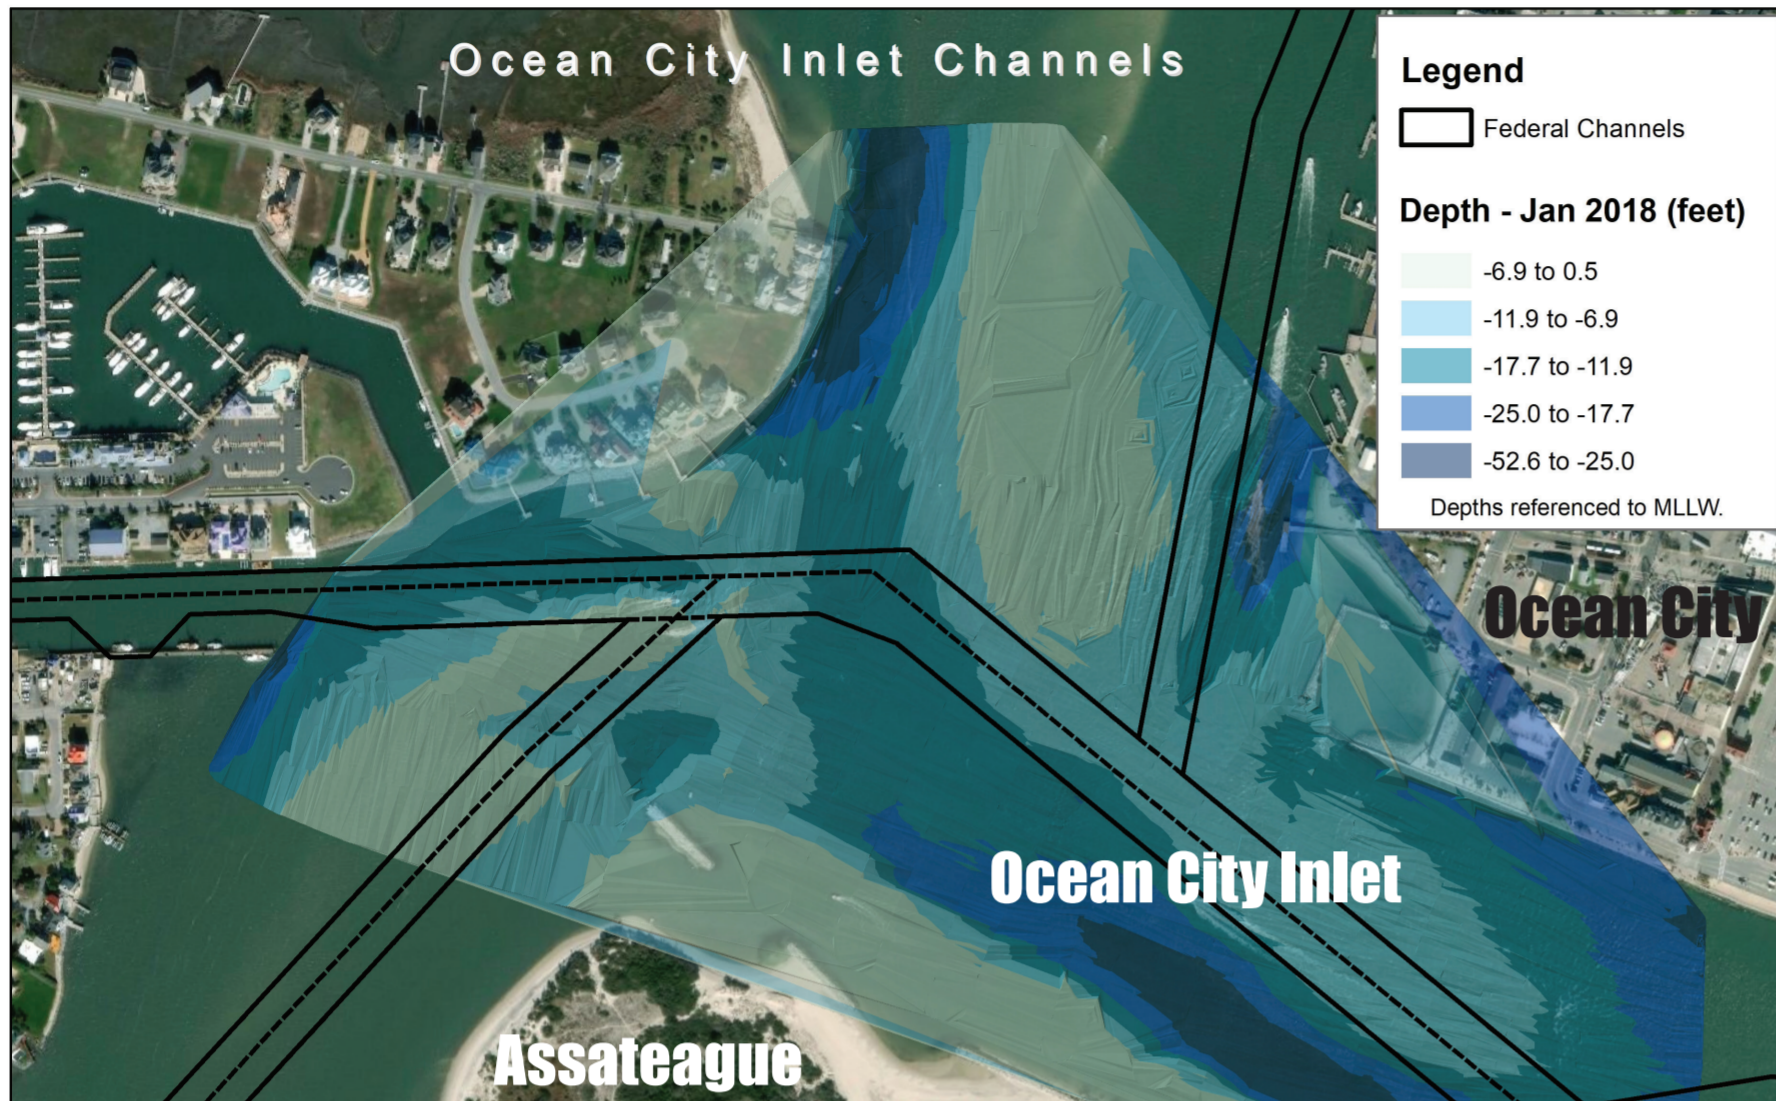 Ocean City Inlet Channels
Legend
Federal Channels
Depth - Jan 2018 (feet)
-6.9 to 0.5
-11.9 to -6.9
-17.7 to -11.9
-25.0 to -17.7
-52.6 to -25.0
Depths referenced to MLLW.
Ocean City
Ocean City Inlet
Assateague